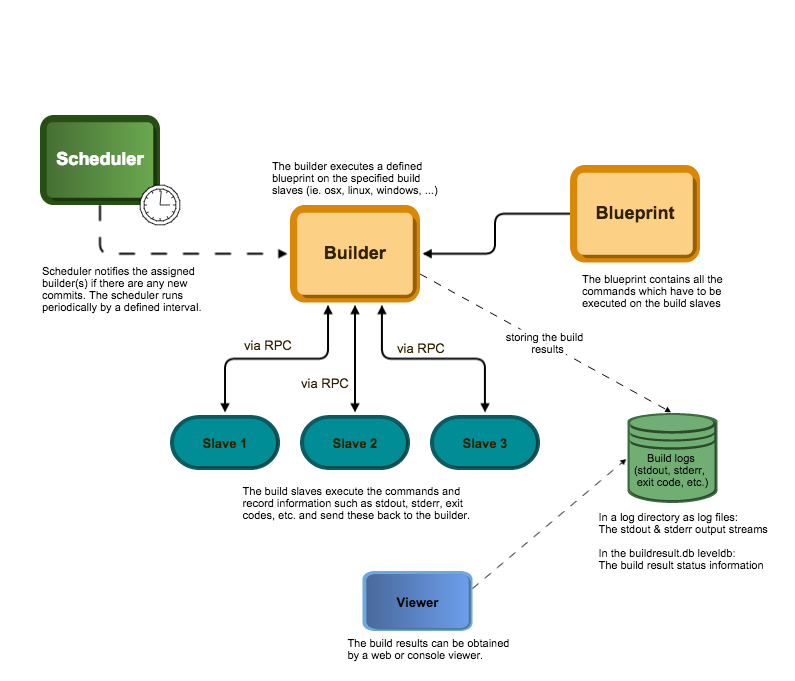 Scheduler
The builder executes a defined
blueprint on the specified build
slaves (ie. osx, linux, windows, ...)
Blueprint
Builder
Scheduler notifies the assigned
builder(s) if there are any new
commits. The scheduler runs
periodically by a defined interval.
The blueprint contains all the
commands which have to be
executed on the build slaves
via RPC
via RPC
via RPC
storing the build
results
Slave 1
Slave 2
Slave 3
Build logs
(stdout, stderr,
exit code, etc.)
The build slaves execute the commands and
record information such as stdout, stderr, exit
codes, etc. and send these back to the builder.
In a log directory as log files:
The stdout & stderr output streams
In the buildresult.db leveldb:
The build result status information
Viewer
The build results can be obtained
by a web or console viewer.